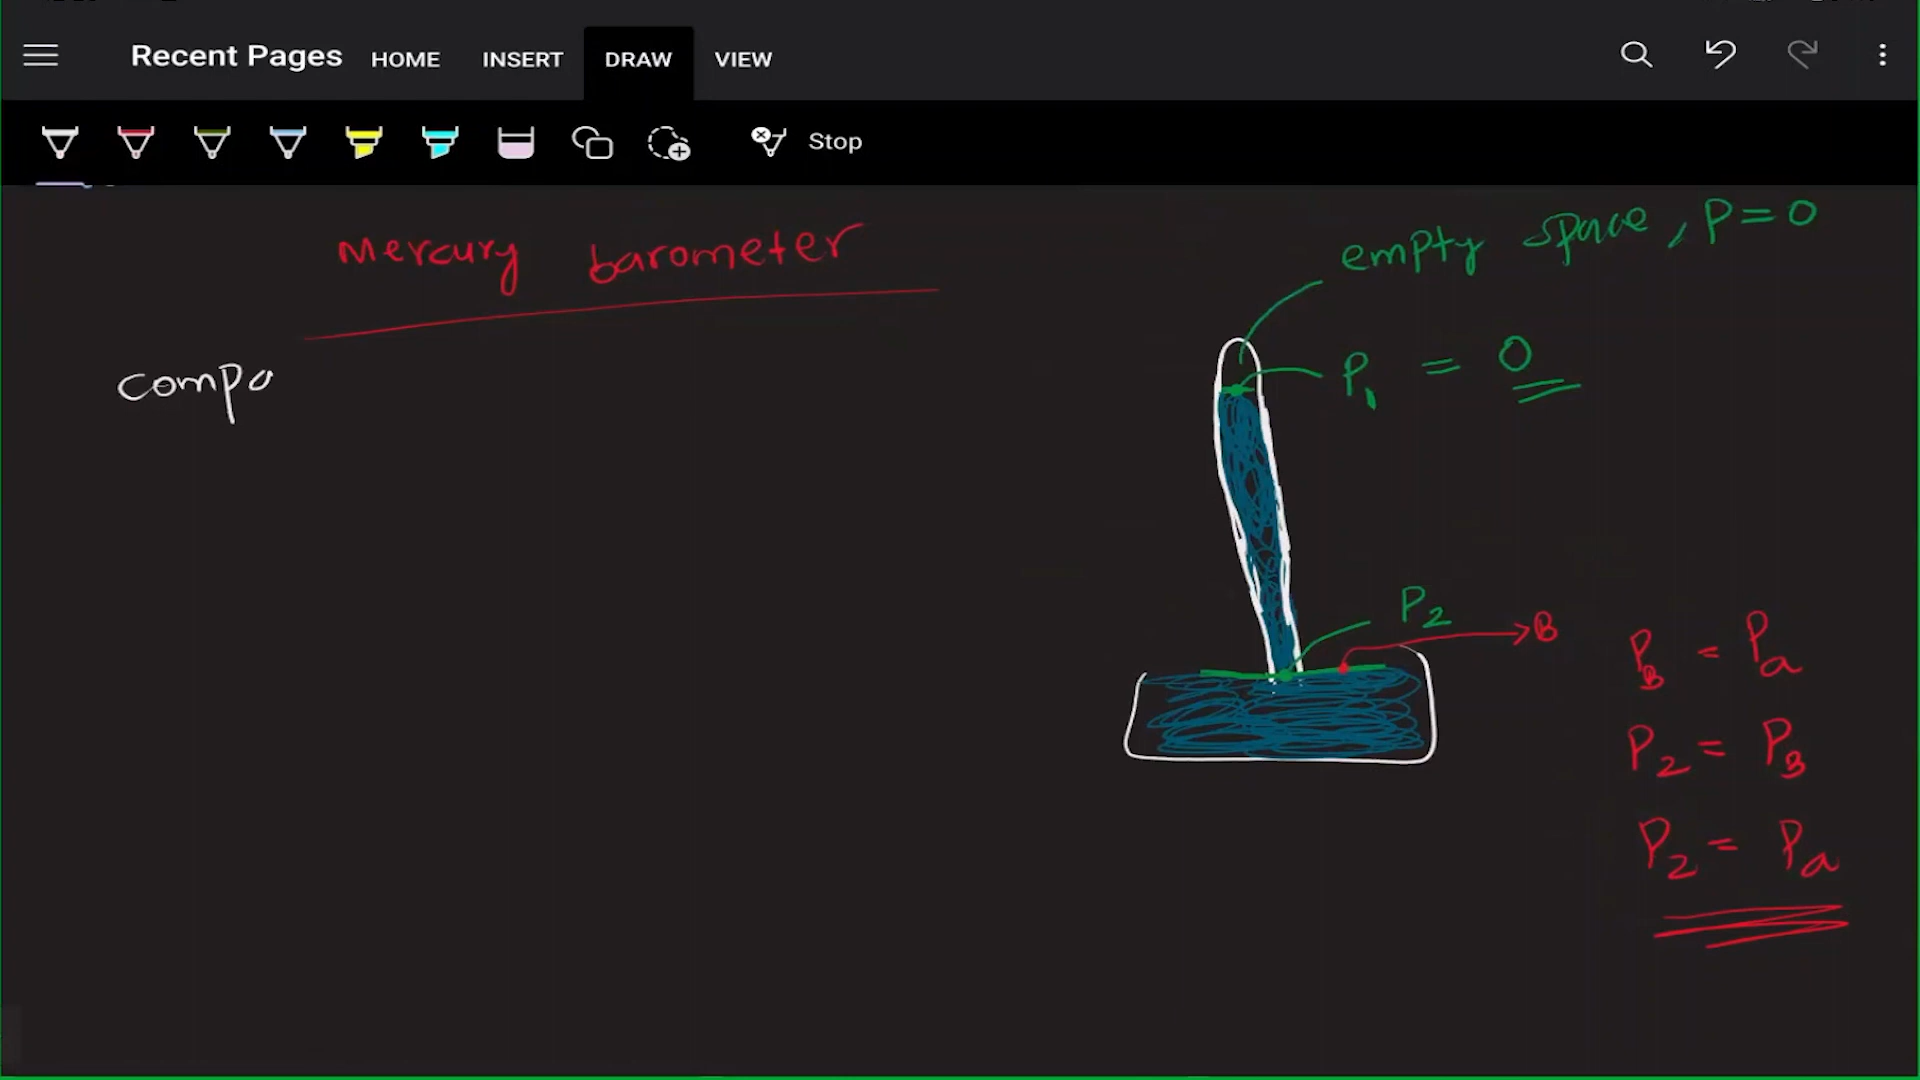 Recent Pages HOME INSERT DRAW VIEW
Stop
Mercury barometer
empty space, P = 0
compo
P1 = 0
P2
B
PB = Pa
P2 = PB
P2 = Pa